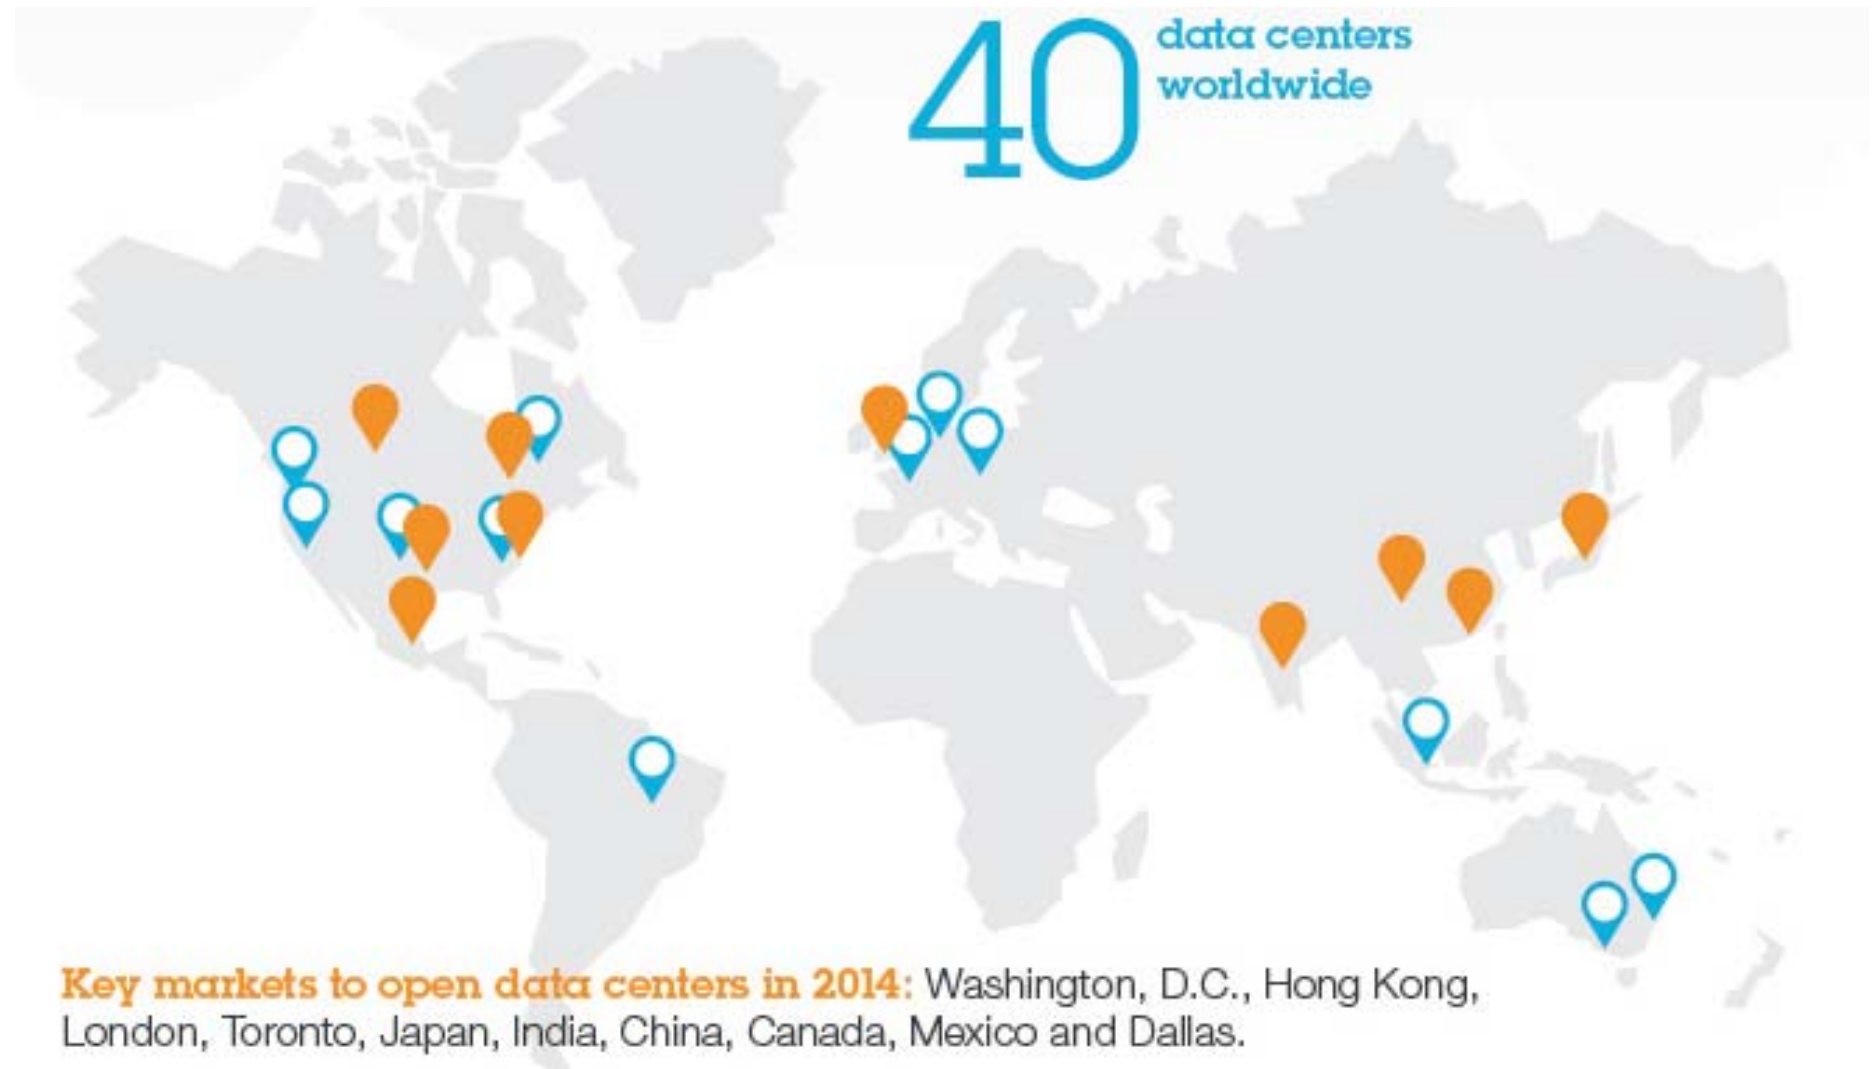 40
data centers
worldwide
Key markets to open data centers in 2014: Washington, D.C., Hong Kong,
London, Toronto, Japan, India, China, Canada, Mexico and Dallas.